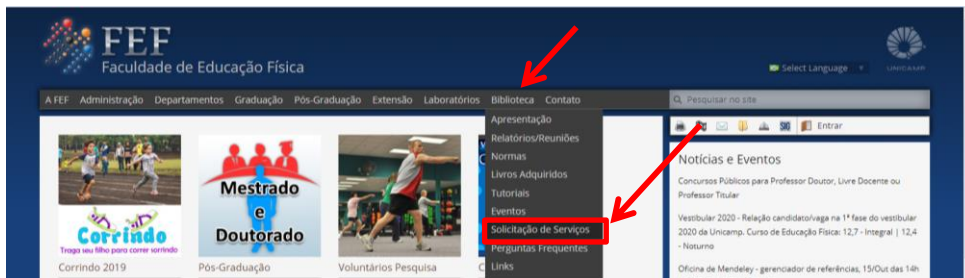 FEF
Faculdade de Educação Física
Select Language
UNICAMP
A FEF Administração Departamentos Graduação Pós-Graduação Extensão Laboratórios Biblioteca Contato
Pesquisar no site
Apresentação
Relatórios/Reuniões
Normas
Livros Adquiridos
Tutoriais
Eventos
Solicitação de Serviços
Perguntas Frequentes
Links
Entrar
Corrindo
Traga seu filho para correr sorrindo
Corrindo 2019
Mestrado
e
Doutorado
Pós-Graduação
Voluntários Pesquisa
Notícias e Eventos
Concursos Públicos para Professor Doutor, Livre Docente ou
Professor Titular
Vestibular 2020 - Relação candidato/vaga na 1ª fase do vestibular
2020 da Unicamp. Curso de Educação Física: 12,7 - Integral | 12,4
- Noturno
Oficina de Mendeley - gerenciador de referências, 15/Out das 14h